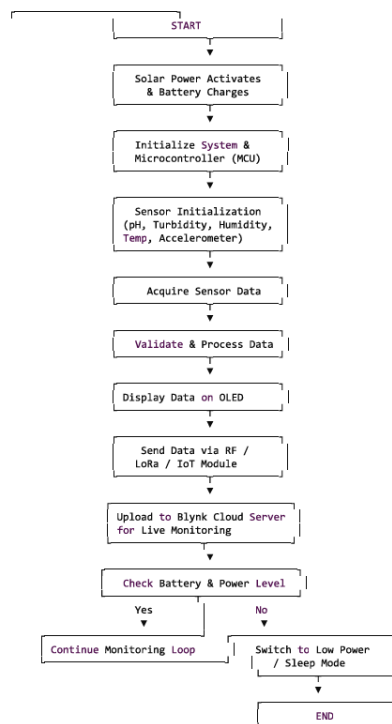 START
Solar Power Activates
& Battery Charges
Initialize System &
Microcontroller (MCU)
Sensor Initialization
(pH, Turbidity, Humidity,
Temp, Accelerometer)
Acquire Sensor Data
Validate & Process Data
Display Data on OLED
Send Data via RF /
LoRa / IoT Module
Upload to Blynk Cloud Server
for Live Monitoring
Check Battery & Power Level
Yes No
Continue Monitoring Loop
Switch to Low Power
/ Sleep Mode
END